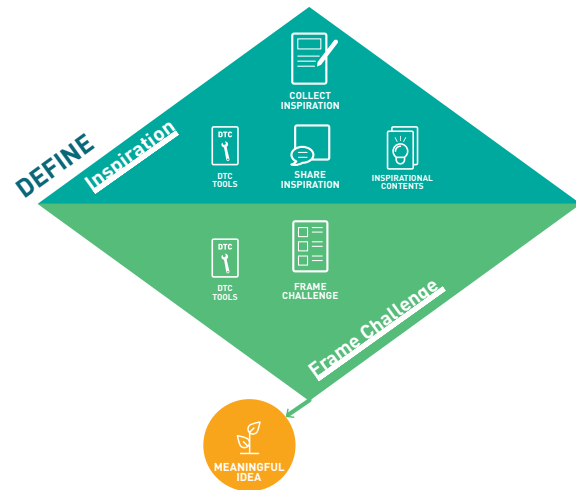 COLLECT
INSPIRATION
DEFINE
Inspiration
DTC
DTC
TOOLS
SHARE
INSPIRATION
INSPIRATIONAL
CONTENTS
DTC
DTC
TOOLS
FRAME
CHALLENGE
Frame Challenge
MEANINGFUL
IDEA